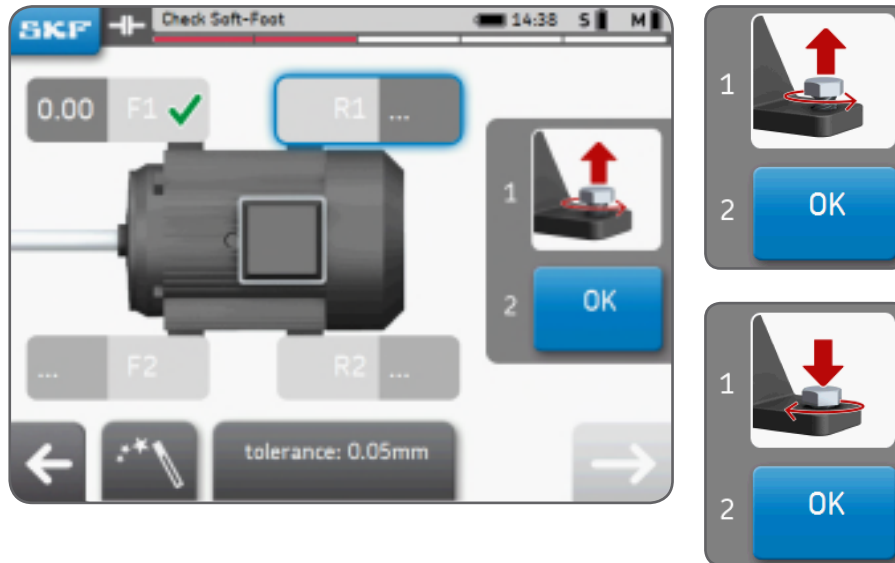 SKF Check Soft-Foot 14:38 S M
0.00 F1 R1 ...
1
2 OK
... F2 R2 ...
tolerance: 0.05mm
1
2 OK
1
2 OK